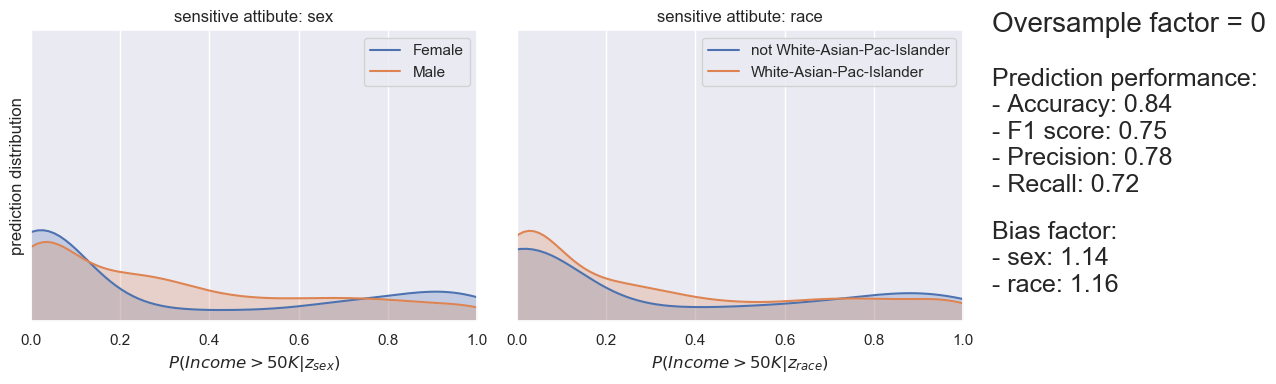 sensitive attibute: sex
Female
Male
prediction distribution
0.0 0.2 0.4 0.6 0.8 1.0
P(Income > 50K|z_sex)
sensitive attibute: race
not White-Asian-Pac-Islander
White-Asian-Pac-Islander
0.0 0.2 0.4 0.6 0.8 1.0
P(Income > 50K|z_race)
Oversample factor = 0
Prediction performance:
- Accuracy: 0.84
- F1 score: 0.75
- Precision: 0.78
- Recall: 0.72
Bias factor:
- sex: 1.14
- race: 1.16